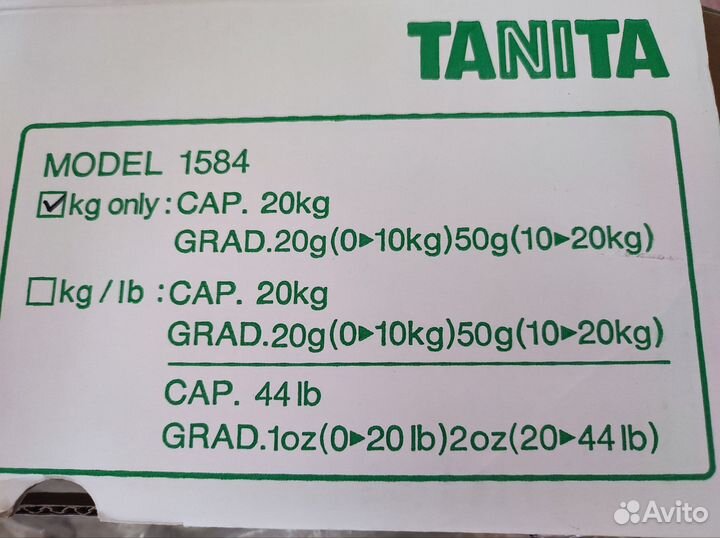 TANITA
MODEL 1584
☑kg only:CAP. 20kg
GRAD.20g(0▶10kg)50g(10▶20kg)
☐kg/lb :CAP. 20kg
GRAD.20g(0▶10kg)50g(10▶20kg)
CAP. 44 lb
GRAD.1oz(0▶20 lb)2oz(20▶44 lb)
Avito